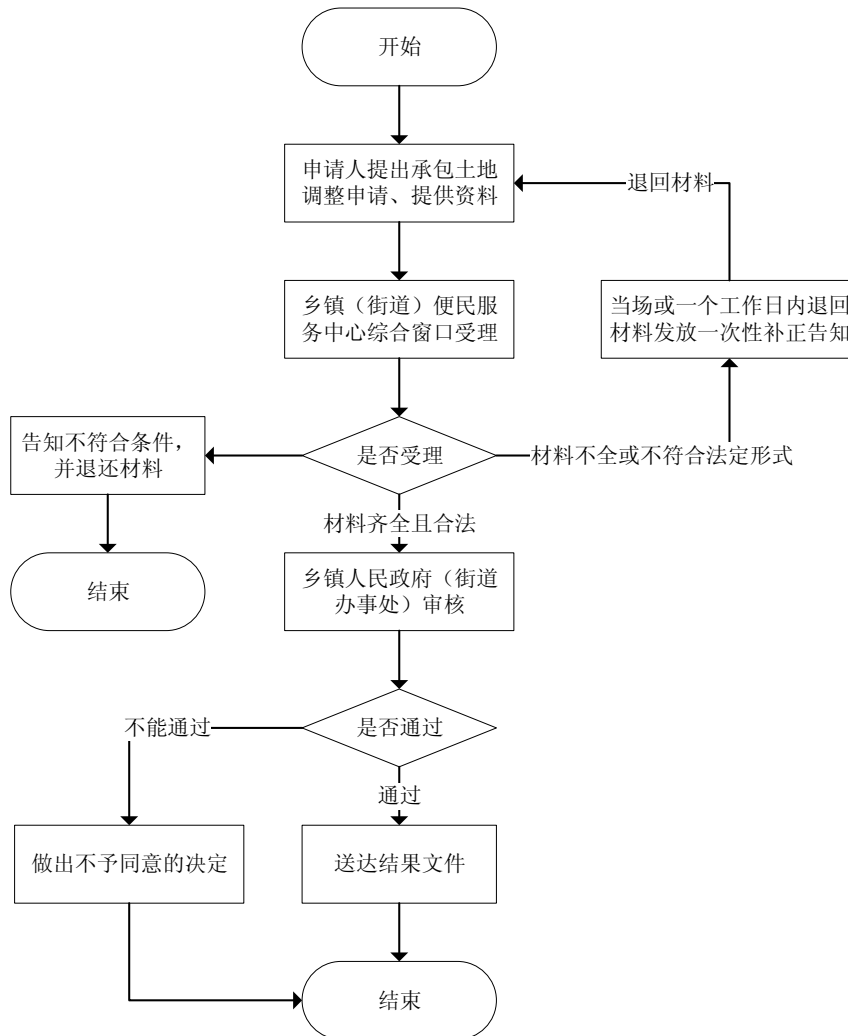 开始
申请人提出承包土地
调整申请、提供资料
退回材料
乡镇（街道）便民服
务中心综合窗口受理
当场或一个工作日内退回
材料发放一次性补正告知
告知不符合条件，
并退还材料
是否受理
材料不全或不符合法定形式
材料齐全且合法
结束
乡镇人民政府（街道
办事处）审核
不能通过
是否通过
通过
做出不予同意的决定
送达结果文件
结束